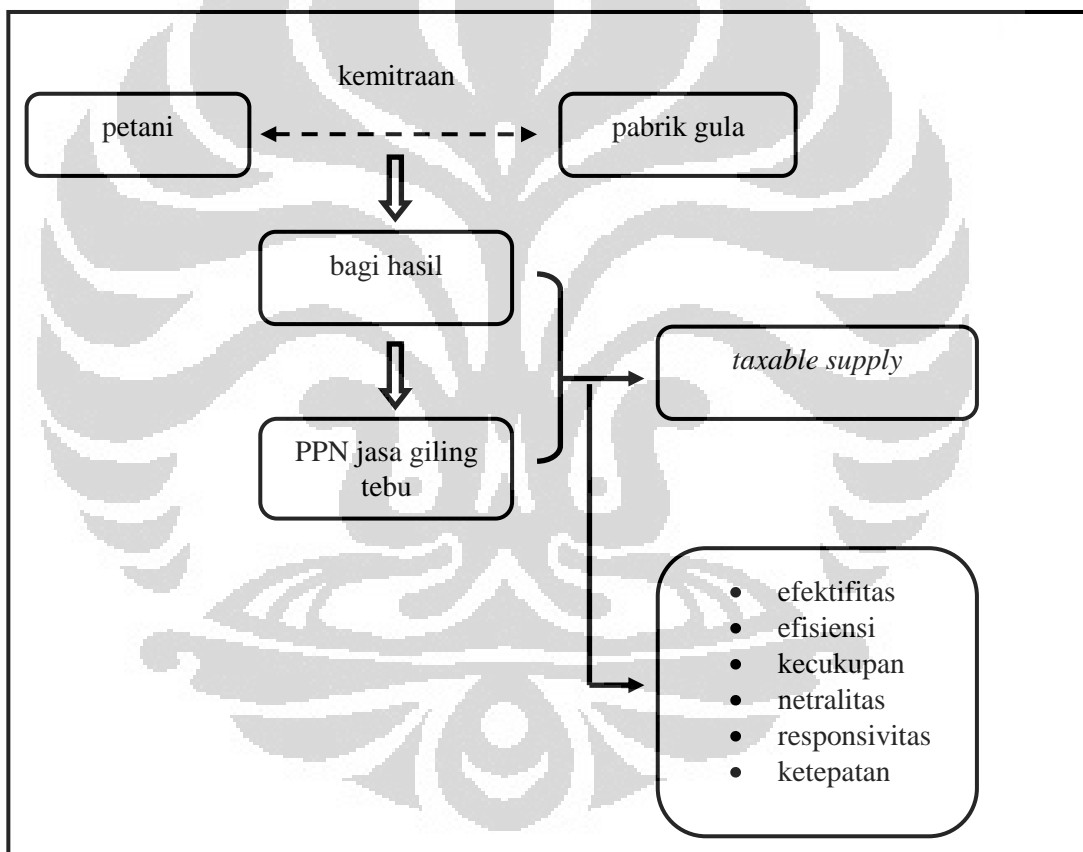 kemitraan
petani
pabrik gula
bagi hasil
taxable supply
PPN jasa giling
tebu
• efektifitas
• efisiensi
• kecukupan
• netralitas
• responsivitas
• ketepatan